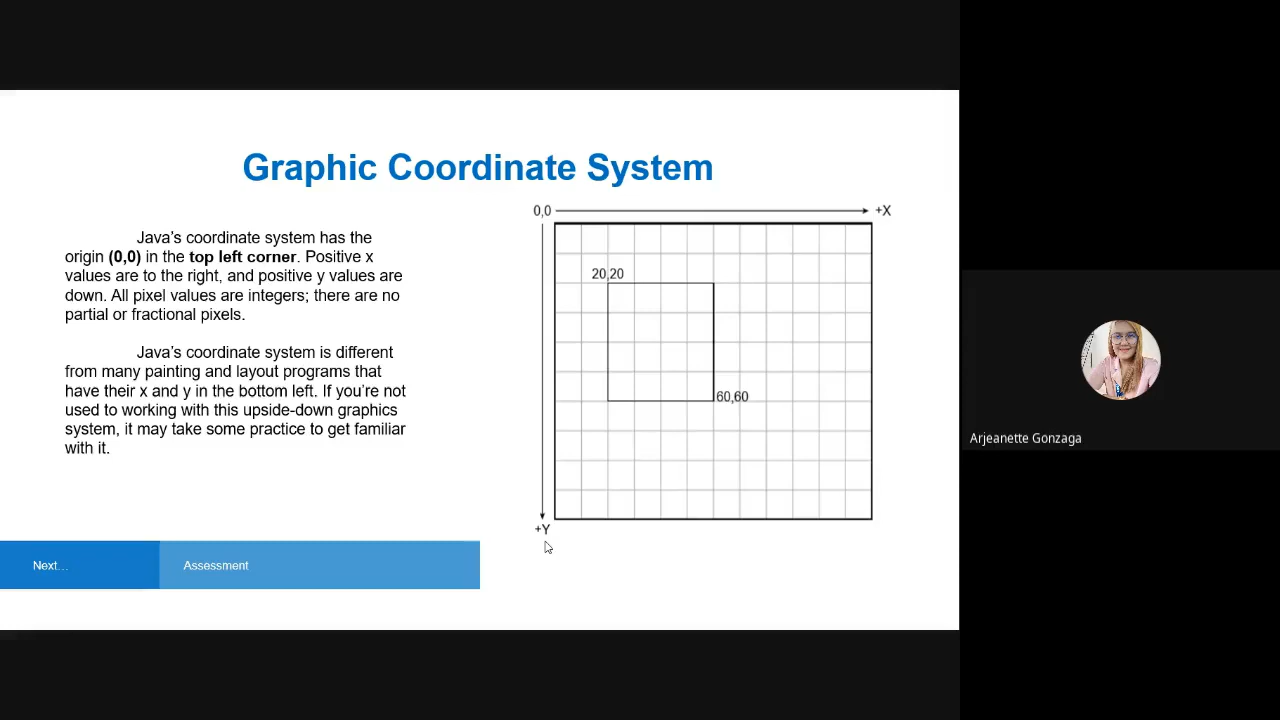 Graphic Coordinate System
Java’s coordinate system has the
origin (0,0) in the top left corner. Positive x
values are to the right, and positive y values are
down. All pixel values are integers; there are no
partial or fractional pixels.
Java’s coordinate system is different
from many painting and layout programs that
have their x and y in the bottom left. If you’re not
used to working with this upside-down graphics
system, it may take some practice to get familiar
with it.
0,0
+X
20,20
60,60
+Y
Next…
Assessment
Arjeanette Gonzaga